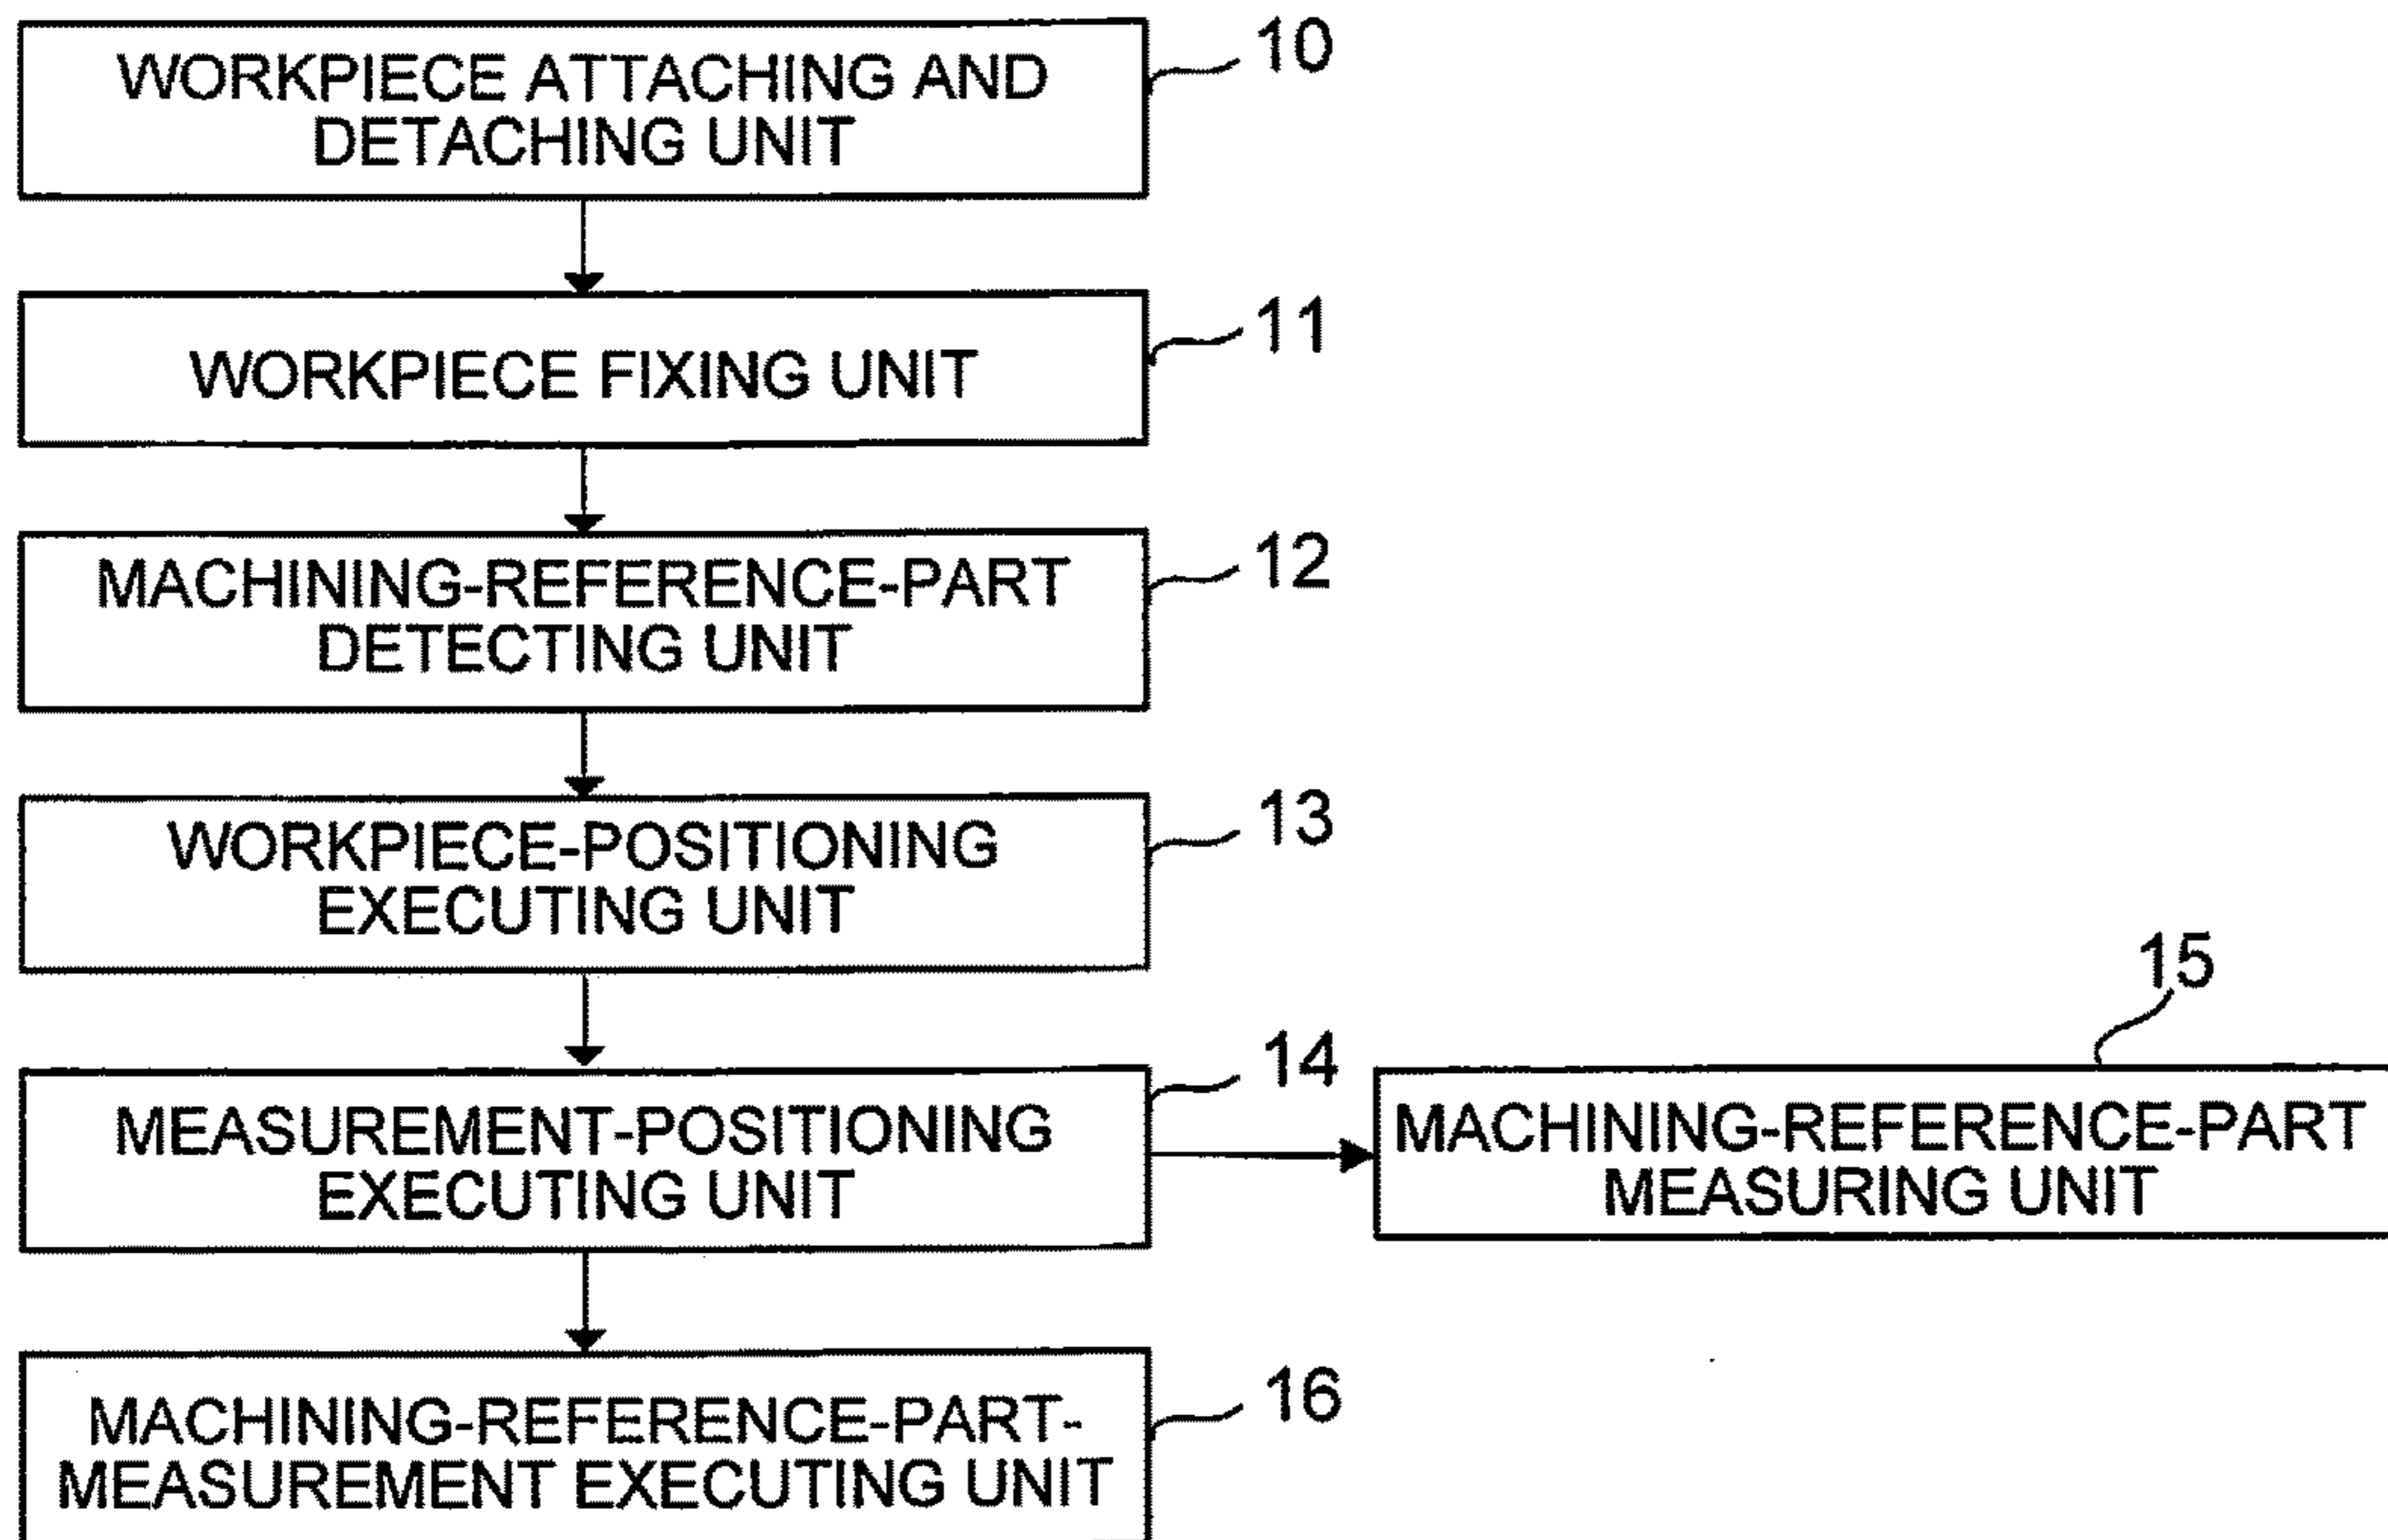 WORKPIECE ATTACHING AND
DETACHING UNIT
10
WORKPIECE FIXING UNIT
11
MACHINING-REFERENCE-PART
DETECTING UNIT
12
WORKPIECE-POSITIONING
EXECUTING UNIT
13
MEASUREMENT-POSITIONING
EXECUTING UNIT
14
15
MACHINING-REFERENCE-PART
MEASURING UNIT
MACHINING-REFERENCE-PART-
MEASUREMENT EXECUTING UNIT
16